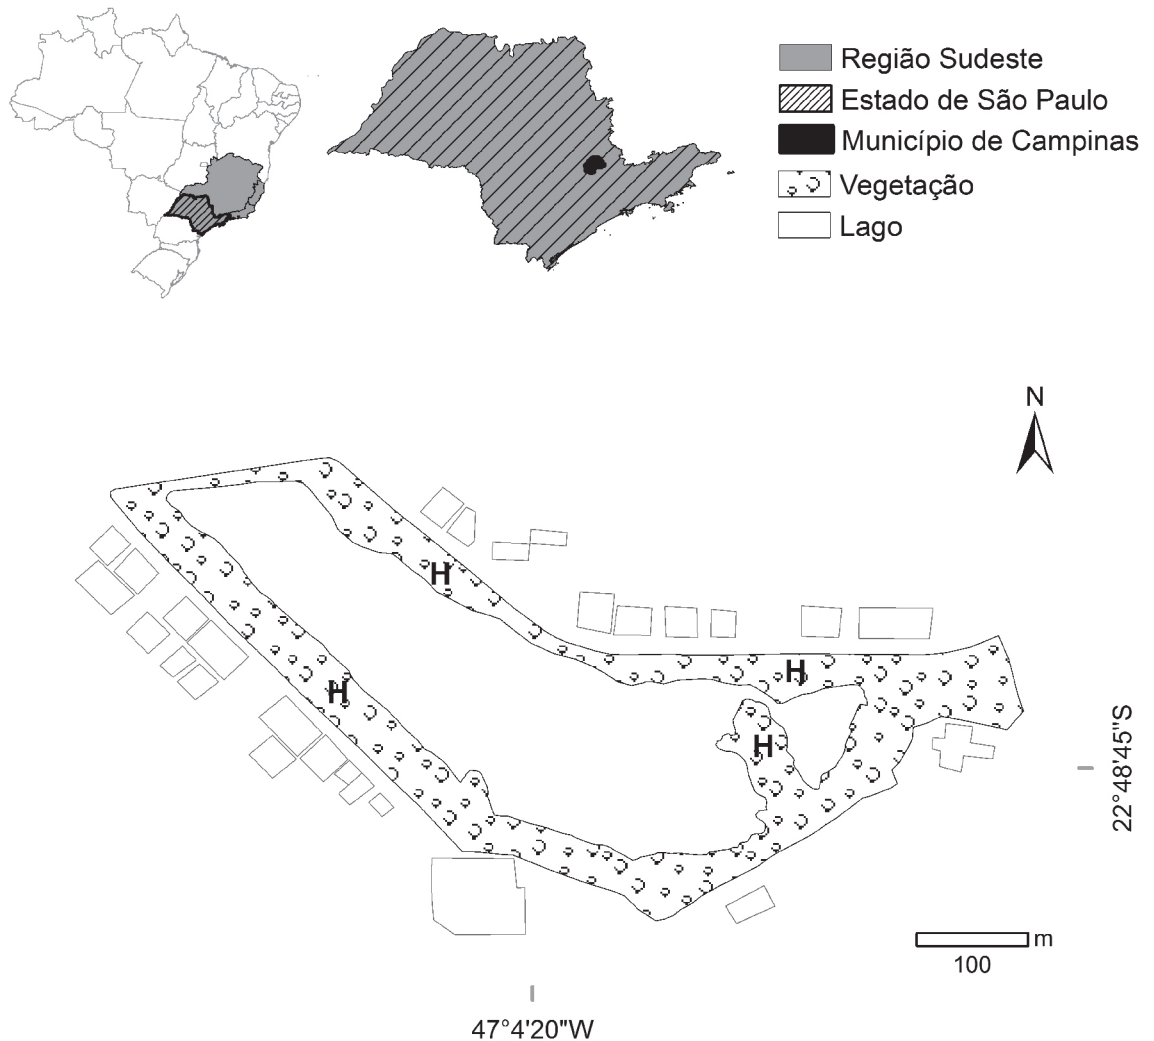 Região Sudeste
Estado de São Paulo
Município de Campinas
Vegetação
Lago
N
H
H
H
H
22°48'45"S
m
100
47°4'20"W